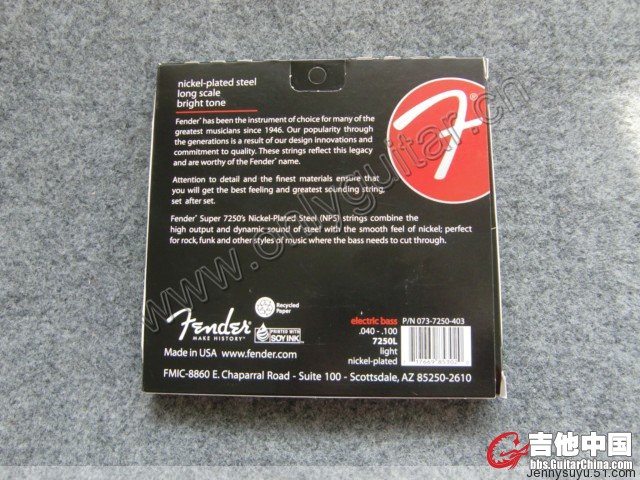 nickel-plated steel
long scale
bright tone
Fender® has been the instrument of choice for many of the
greatest musicians since 1946. Our popularity through
the generations is a result of our design innovations and
commitment to quality. These strings reflect this legacy
and are worthy of the Fender® name.
Attention to detail and the finest materials ensure that
you will get the best feeling and greatest sounding string,
set after set.
Fender® Super 7250's Nickel-Plated Steel (NPS) strings combine the
high output and dynamic sound of steel with the smooth feel of nickel; perfect
for rock, funk and other styles of music where the bass needs to cut through.
F
www.onlyguitar.cn
Recycled
Paper
Fender®
MAKE HISTORY™
PRINTED WITH
SOY INK
Made in USA www.fender.com
electric bass
.040 - .100
7250L
light
nickel-plated
P/N 073-7250-403
FMIC-8860 E. Chaparral Road - Suite 100 - Scottsdale, AZ 85250-2610
吉他中国
bbs.GuitarChina.com
Jennysuyu.51.com